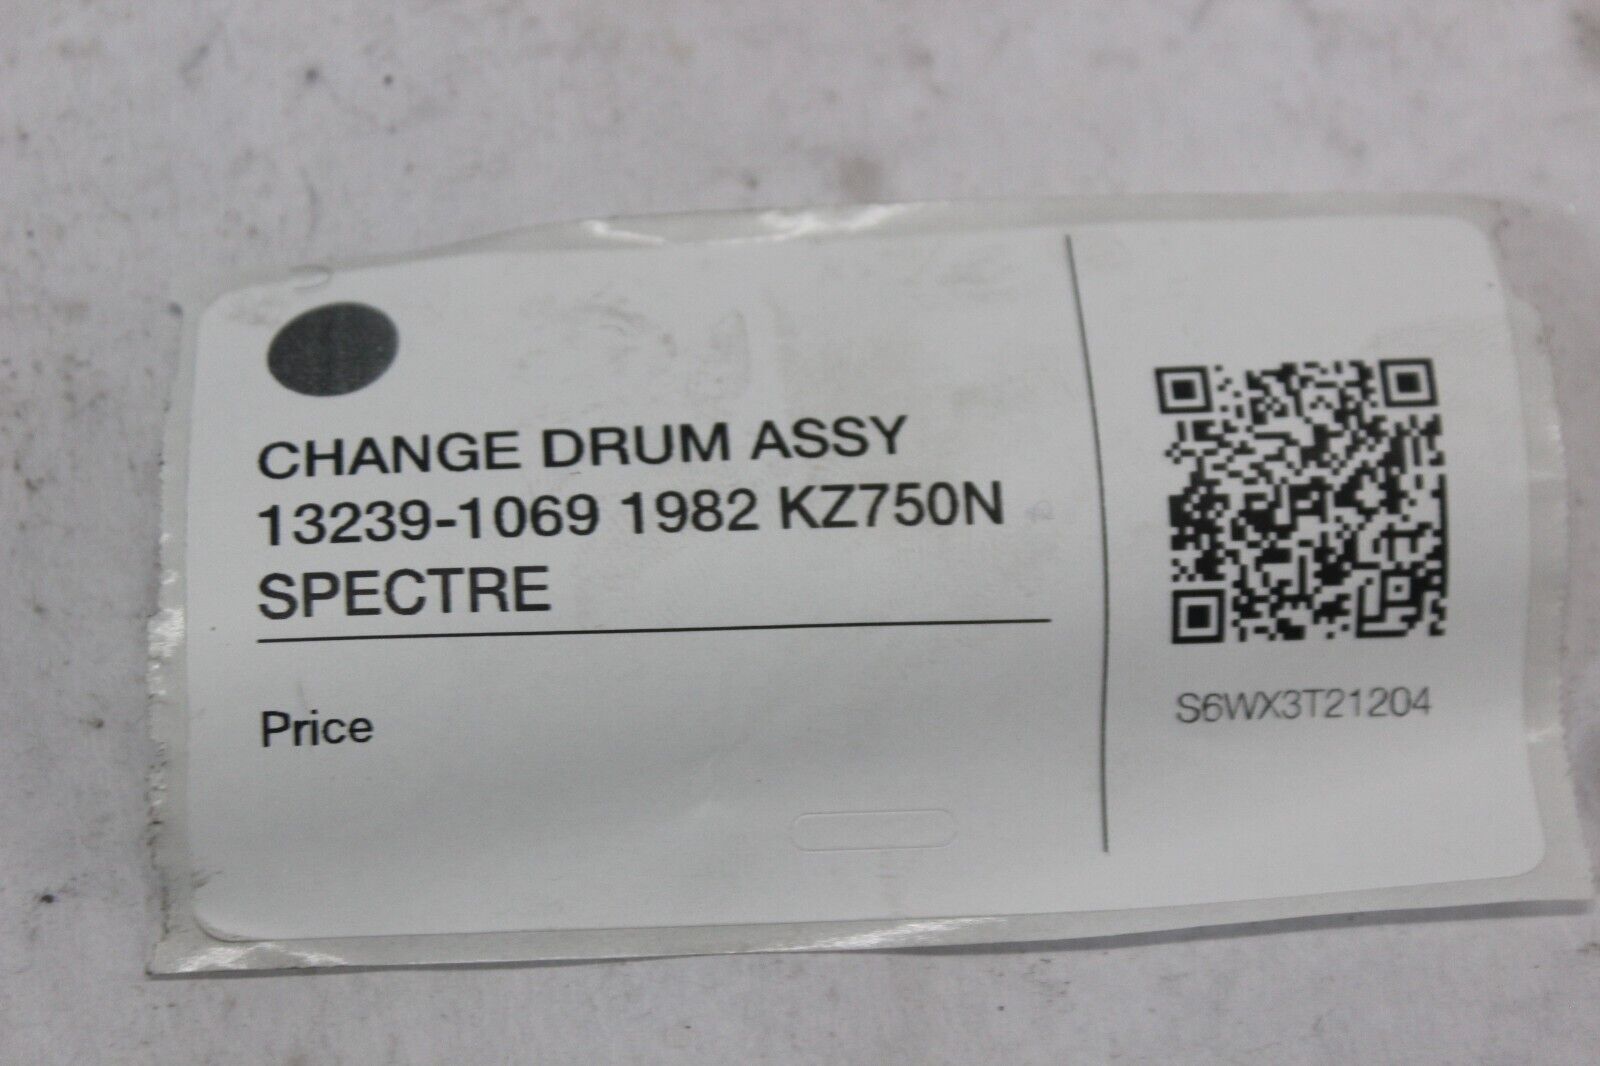 CHANGE DRUM ASSY
13239-1069 1982 KZ750N
SPECTRE
Price
S6WX3T21204